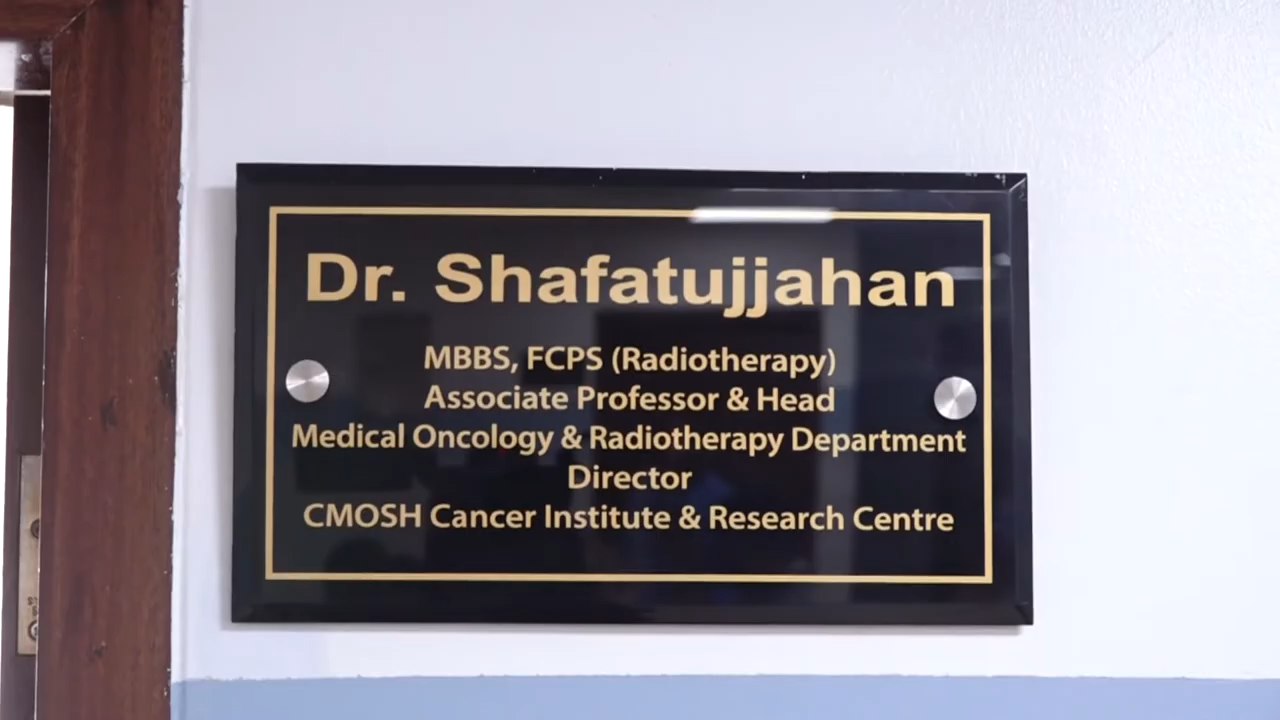 Dr. Shafatujjahan
MBBS, FCPS (Radiotherapy)
Associate Professor & Head
Medical Oncology & Radiotherapy Department
Director
CMOSH Cancer Institute & Research Centre